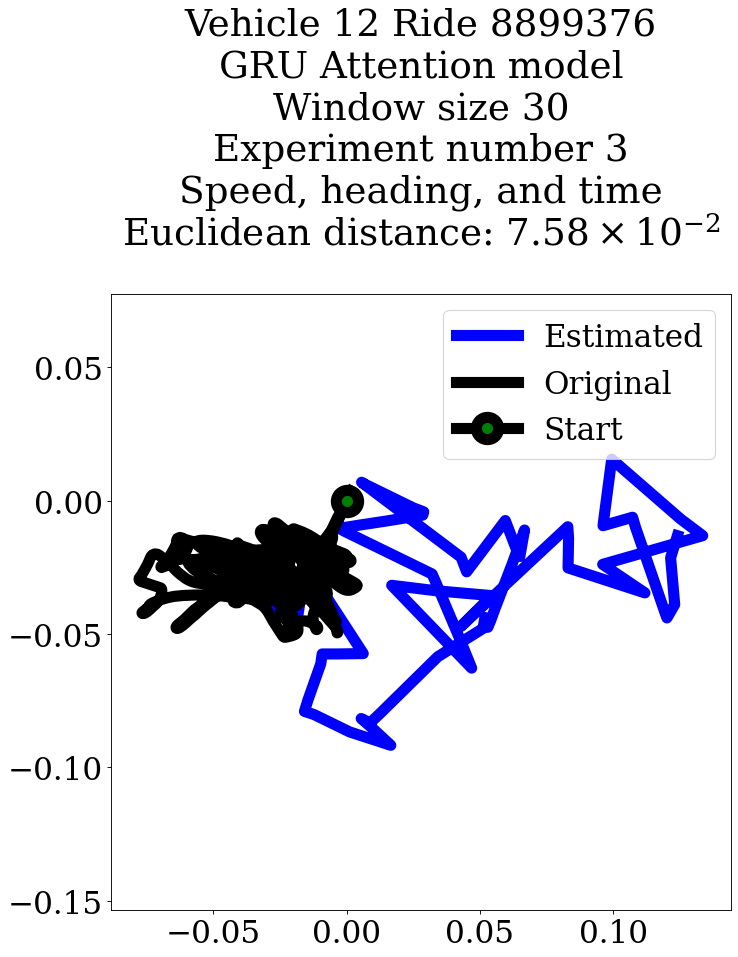 Vehicle 12 Ride 8899376
GRU Attention model
Window size 30
Experiment number 3
Speed, heading, and time
Euclidean distance: 7.58 × 10⁻²
Estimated
Original
Start
0.05
0.00
−0.05
−0.10
−0.15
−0.05 0.00 0.05 0.10